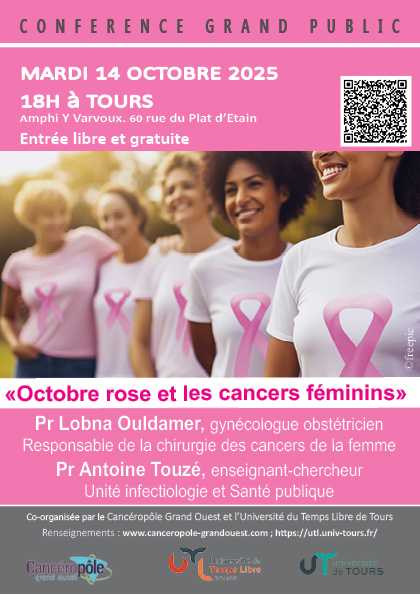 CONFERENCE GRAND PUBLIC
MARDI 14 OCTOBRE 2025
18H à TOURS
Amphi Y Varvoux. 60 rue du Plat d'Etain
Entrée libre et gratuite
©freepic
«Octobre rose et les cancers féminins»
Pr Lobna Ouldamer, gynécologue obstétricien
Responsable de la chirurgie des cancers de la femme
Pr Antoine Touzé, enseignant-chercheur
Unité infectiologie et Santé publique
Co-organisée par le Cancéropôle Grand Ouest et l'Université du Temps Libre de Tours
Renseignements : www.canceropole-grandouest.com ; https://utl.univ-tours.fr/
Cancéropôle
grand ouest
UTL
Université du
Temps Libre
TOURS
UT
université
de TOURS